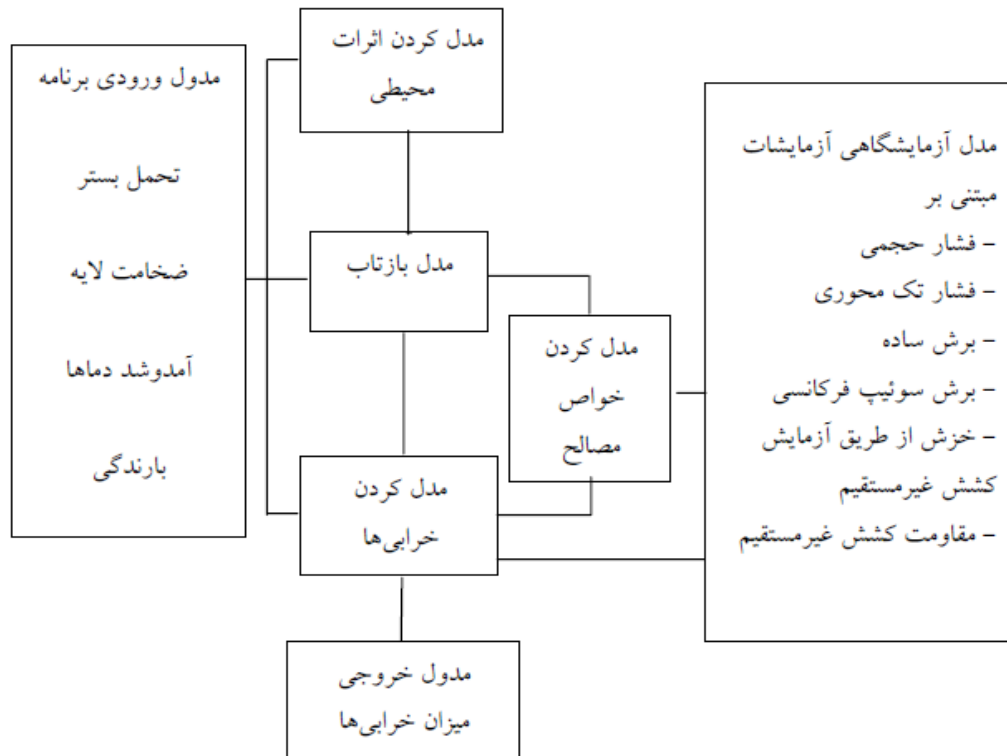 مدول ورودی برنامه
تحمل بستر
ضخامت لایه
آمدوشد دماها
بارندگی
مدل کردن اثرات
محیطی
مدل بازتاب
مدل کردن
خرابی‌ها
مدول خروجی
میزان خرابی‌ها
مدل کردن
خواص
مصالح
مدل آزمایشگاهی آزمایشات
مبتنی بر
– فشار حجمی
– فشار تک محوری
– برش ساده
– برش سوئیپ فرکانسی
– خزش از طریق آزمایش
کشش غیرمستقیم
– مقاومت کشش غیرمستقیم